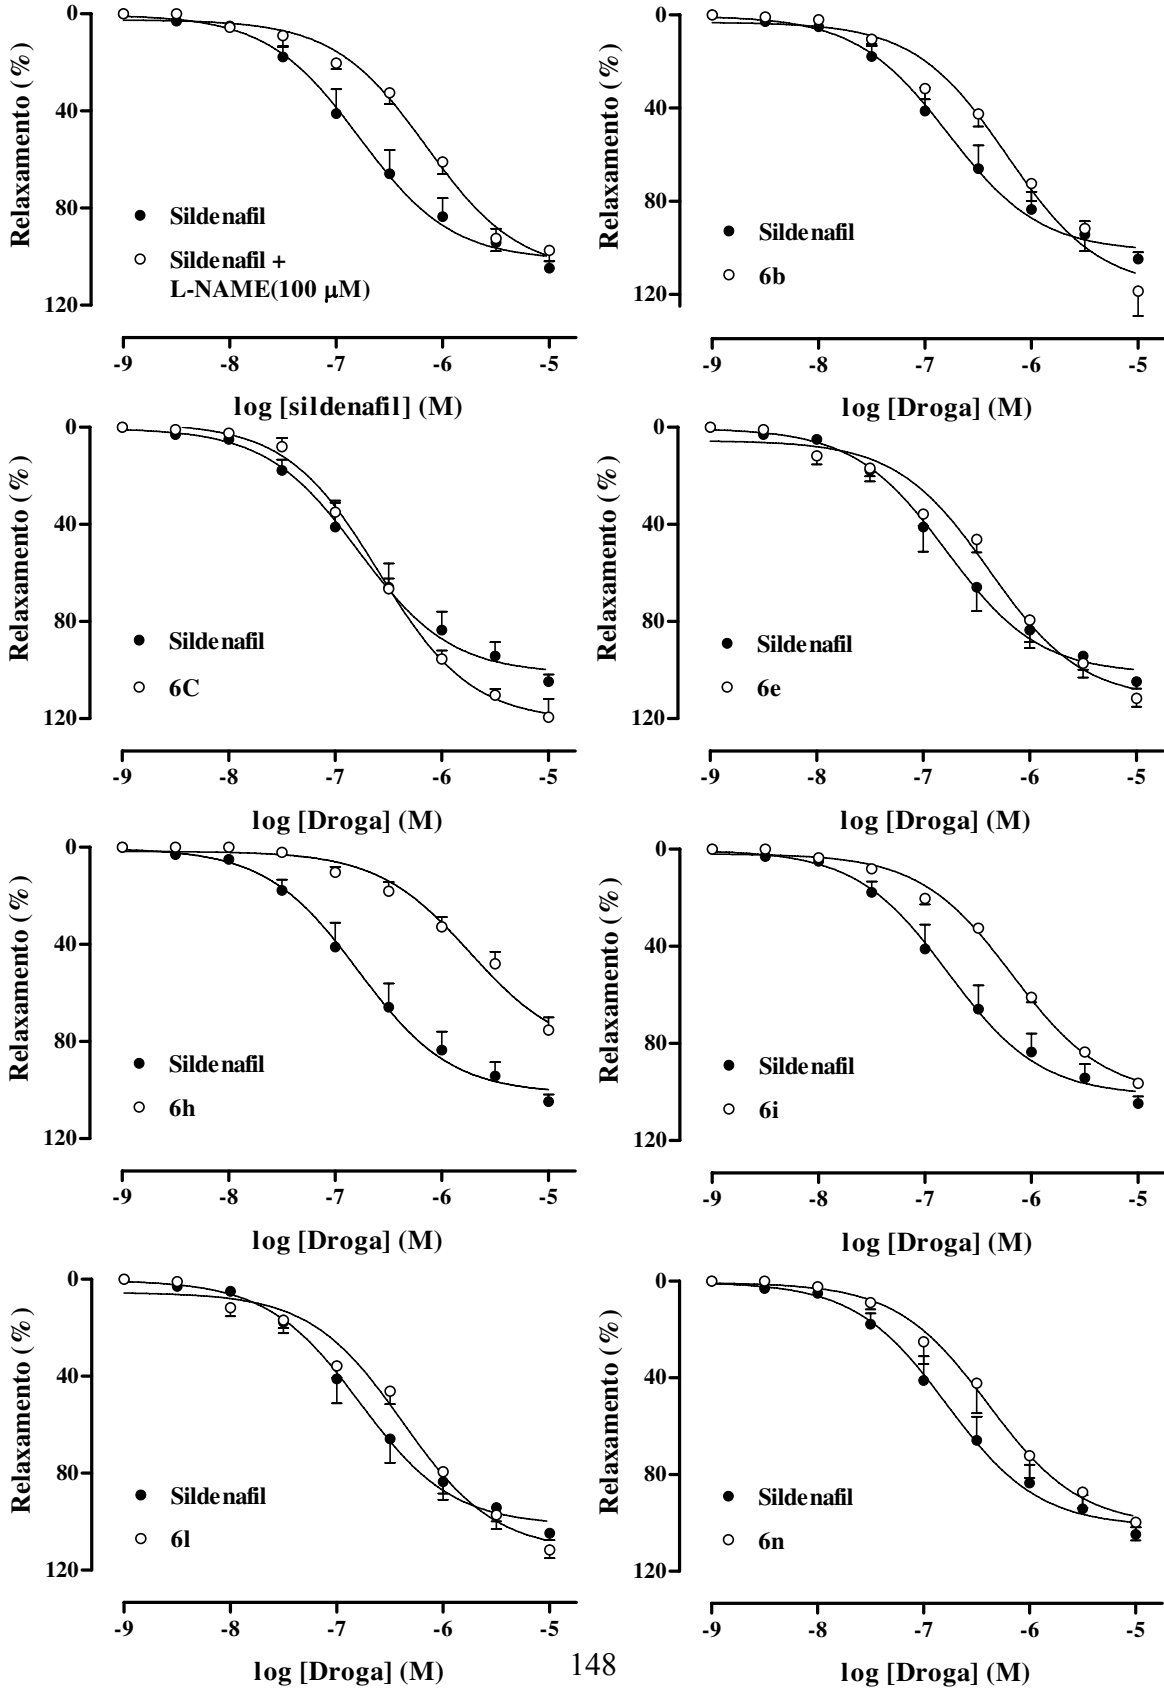 Relaxamento (%)
0
40
80
120
Sildenafil
Sildenafil +
L-NAME(100 µM)
-9 -8 -7 -6 -5
log [sildenafil] (M)
Relaxamento (%)
0
40
80
120
Sildenafil
6b
-9 -8 -7 -6 -5
log [Droga] (M)
Relaxamento (%)
0
40
80
120
Sildenafil
6C
-9 -8 -7 -6 -5
log [Droga] (M)
Relaxamento (%)
0
40
80
120
Sildenafil
6e
-9 -8 -7 -6 -5
log [Droga] (M)
Relaxamento (%)
0
40
80
120
Sildenafil
6h
-9 -8 -7 -6 -5
log [Droga] (M)
Relaxamento (%)
0
40
80
120
Sildenafil
6i
-9 -8 -7 -6 -5
log [Droga] (M)
Relaxamento (%)
0
40
80
120
Sildenafil
6l
-9 -8 -7 -6 -5
log [Droga] (M)
Relaxamento (%)
0
40
80
120
Sildenafil
6n
-9 -8 -7 -6 -5
log [Droga] (M)
148